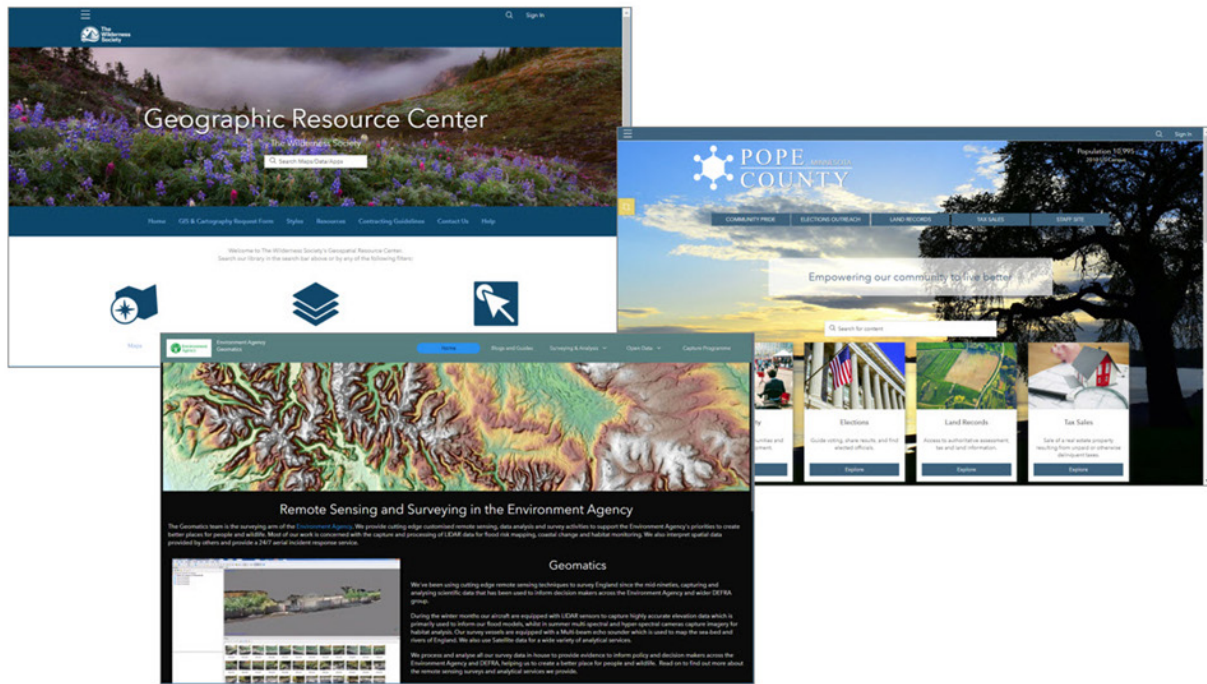 Sign In
The
Wilderness
Society
Geographic Resource Center
The Wilderness Society
Search Maps/Data/Apps
Home GIS & Cartography Request Form Styles Resources Contracting Guidelines Contact Us Help
Welcome to The Wilderness Society's Geospatial Resource Center.
Search our library in the search bar above or by any of the following filters:
Maps
Sign In
POPE MINNESOTA
COUNTY
Population 10,995
2010 US Census
COMMUNITY PRIDE ELECTIONS OUTREACH LAND RECORDS TAX SALES STAFF SITE
Empowering our community to live better
Search for content
Elections
Guide voting, share results, and find
elected officials.
Explore
Land Records
Access to authoritative assessment,
tax and land information.
Explore
Tax Sales
Sale of a real estate property
resulting from unpaid or otherwise
delinquent taxes.
Explore
Environment
Agency
Environment Agency
Geomatics
Home Blogs and Guides Surveying & Analysis Open Data Capture Programme
Remote Sensing and Surveying in the Environment Agency
The Geomatics team is the surveying arm of the Environment Agency. We provide cutting edge customised remote sensing, data analysis and survey activities to support the Environment Agency's priorities to create
better places for people and wildlife. Most of our work is concerned with the capture and processing of LIDAR data for flood risk mapping, coastal change and habitat monitoring. We also interpret spatial data
provided by others and provide a 24/7 aerial incident response service.
Geomatics
We've been using cutting edge remote sensing techniques to survey England since the mid-nineties, capturing and
analysing scientific data that has been used to inform decision makers across the Environment Agency and wider DEFRA
group.
During the winter months our aircraft are equipped with LIDAR sensors to capture highly accurate elevation data which is
primarily used to inform our flood models, whilst in summer multi spectral and hyper spectral cameras capture imagery for
habitat analysis. Our survey vessels are equipped with a Multi-beam echo sounder which is used to map the sea bed and
rivers of England. We also use Satellite data for a wide variety of analytical services.
We process and analyse all our survey data in house to provide evidence to inform policy and decision makers across the
Environment Agency and DEFRA, helping us to create a better place for people and wildlife. Read on to find out more about
the remote sensing surveys and analytical services we provide.